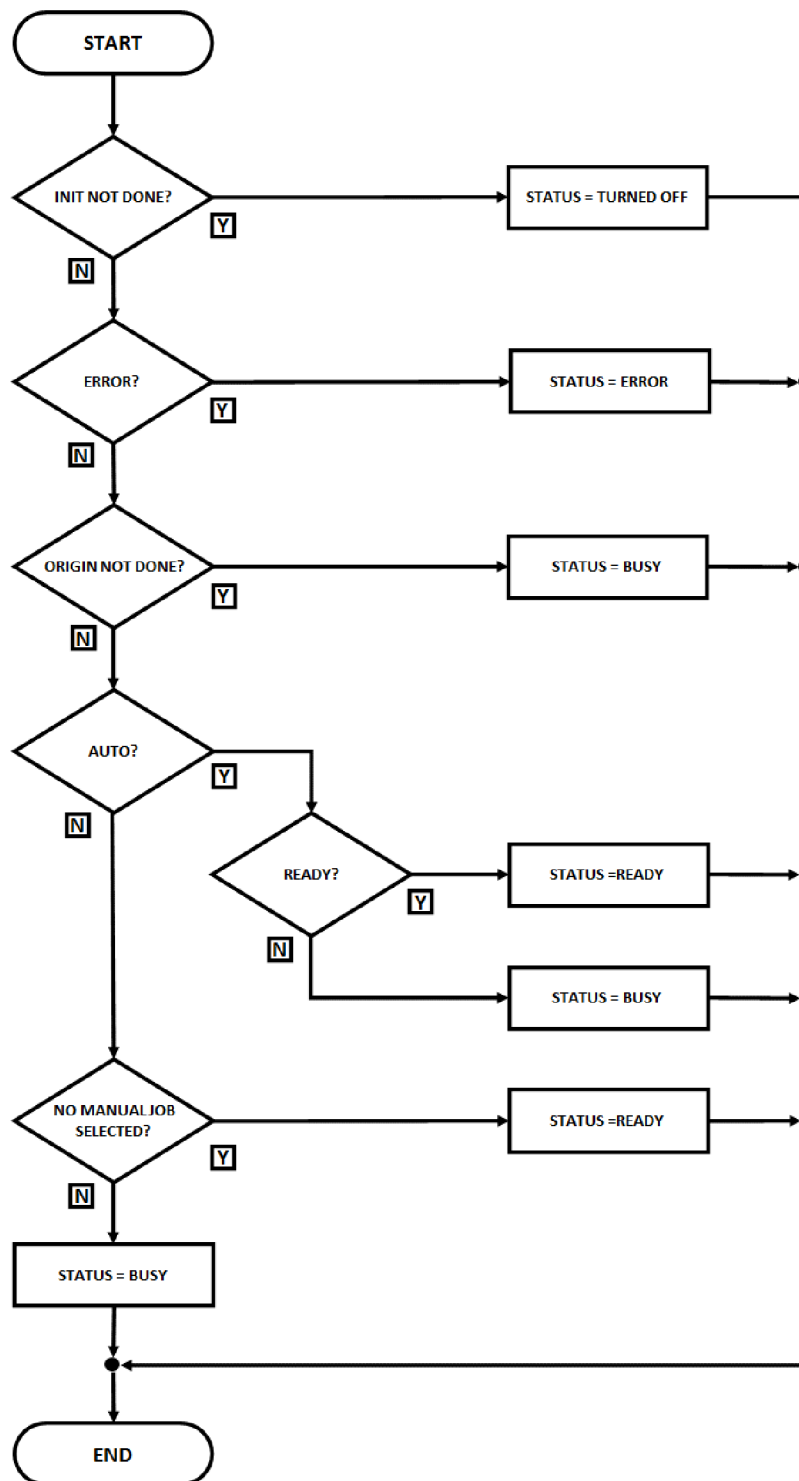 START
INIT NOT DONE?
Y
STATUS = TURNED OFF
N
ERROR?
Y
STATUS = ERROR
N
ORIGIN NOT DONE?
Y
STATUS = BUSY
N
AUTO?
Y
N
READY?
Y
STATUS =READY
N
STATUS = BUSY
NO MANUAL JOB
SELECTED?
Y
STATUS =READY
N
STATUS = BUSY
END